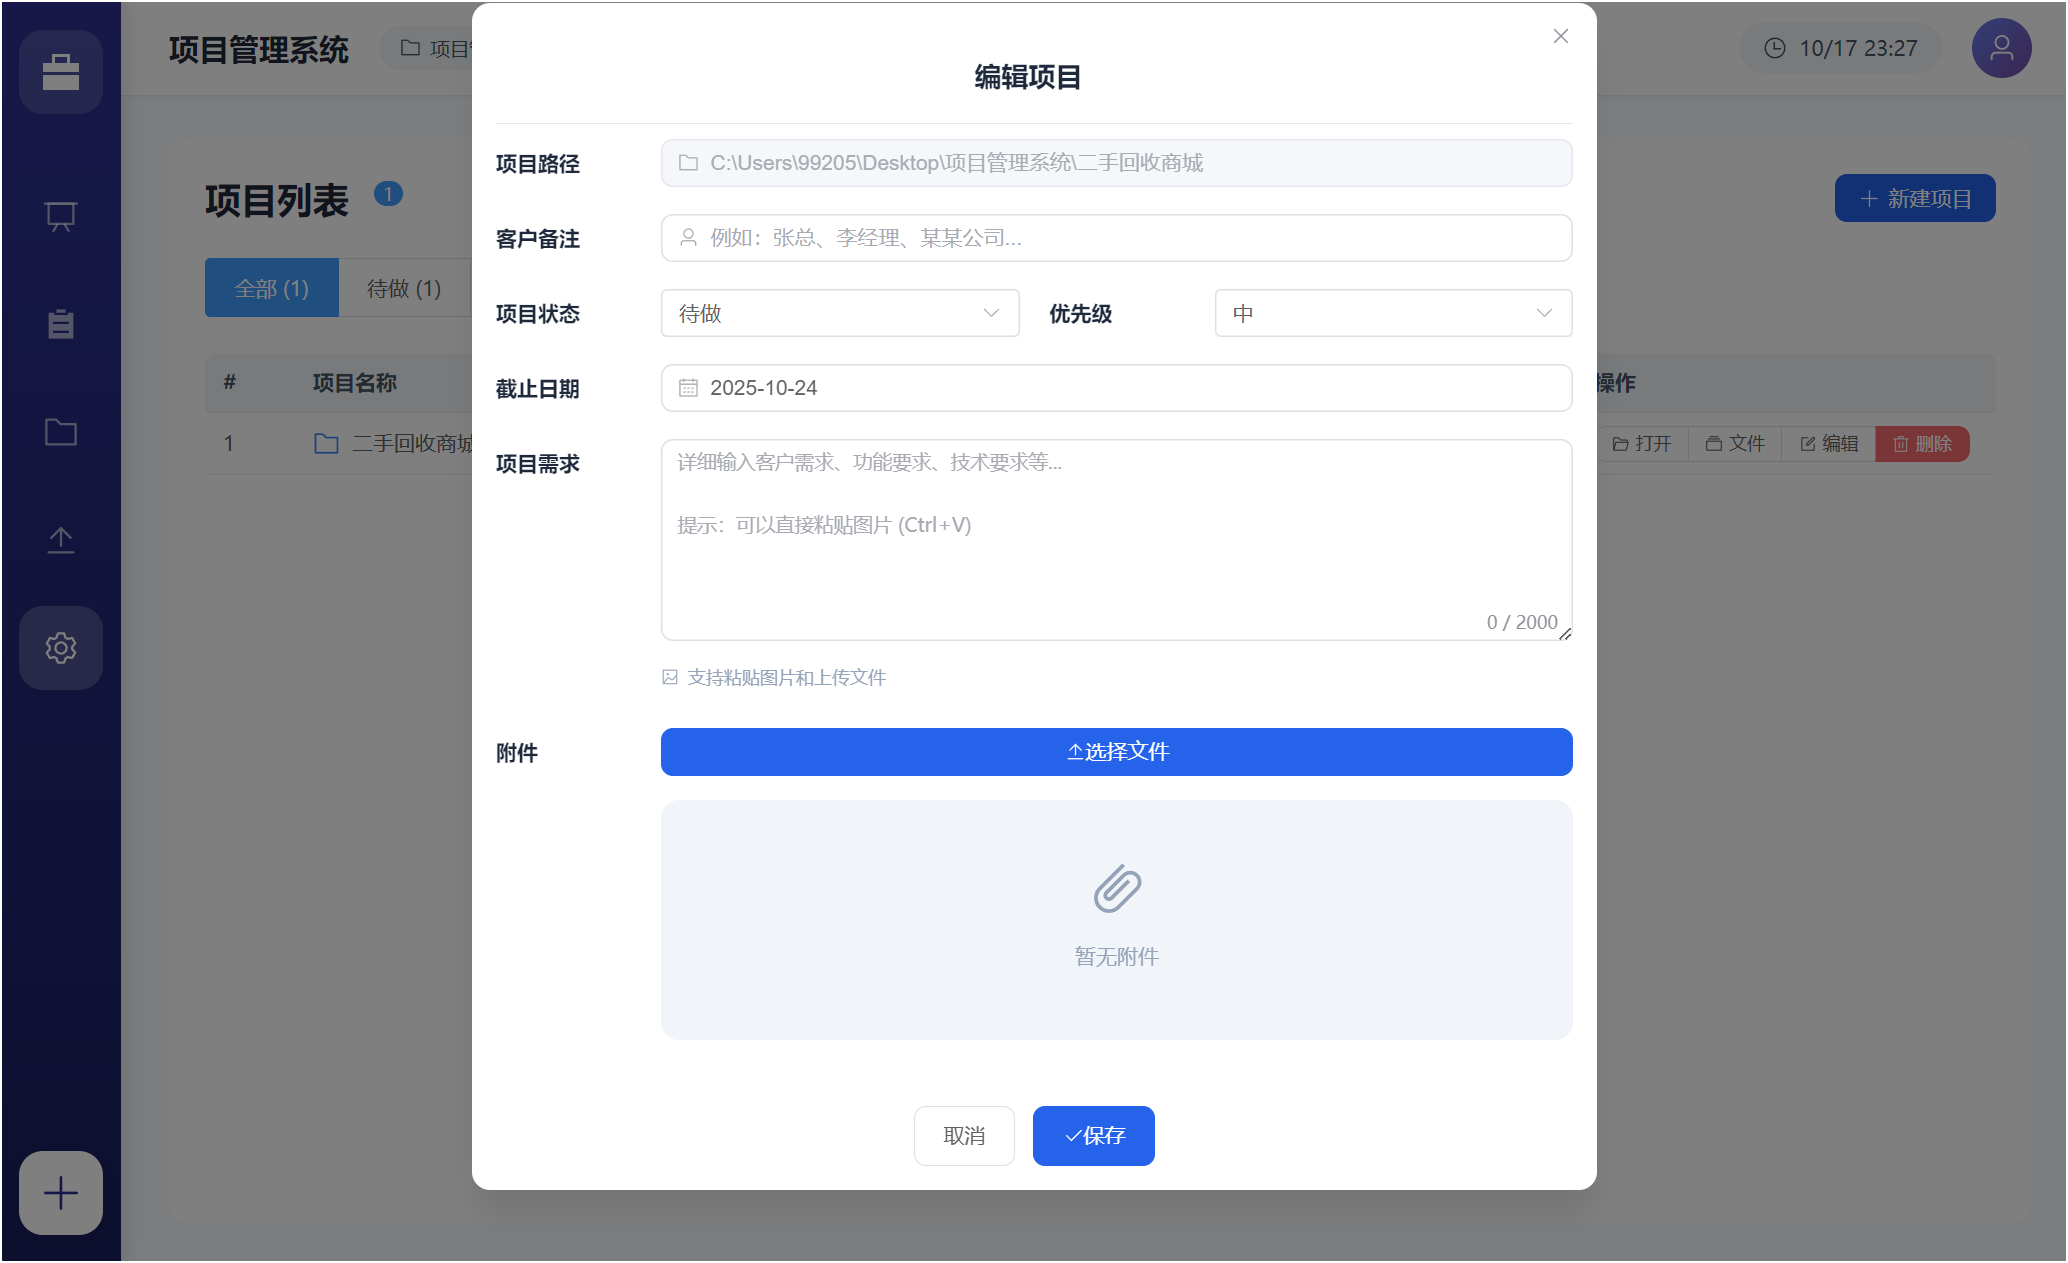 项目管理系统
项目
10/17 23:27
项目列表 1
新建项目
全部 (1) 待做 (1)
# 项目名称 操作
1 二手回收商城 打开 文件 编辑 删除
编辑项目
项目路径 C:\Users\99205\Desktop\项目管理系统\二手回收商城
客户备注 例如：张总、李经理、某某公司...
项目状态 待做 优先级 中
截止日期 2025-10-24
项目需求 详细输入客户需求、功能要求、技术要求等...
提示：可以直接粘贴图片 (Ctrl+V)
0 / 2000
支持粘贴图片和上传文件
附件 选择文件
暂无附件
取消 保存